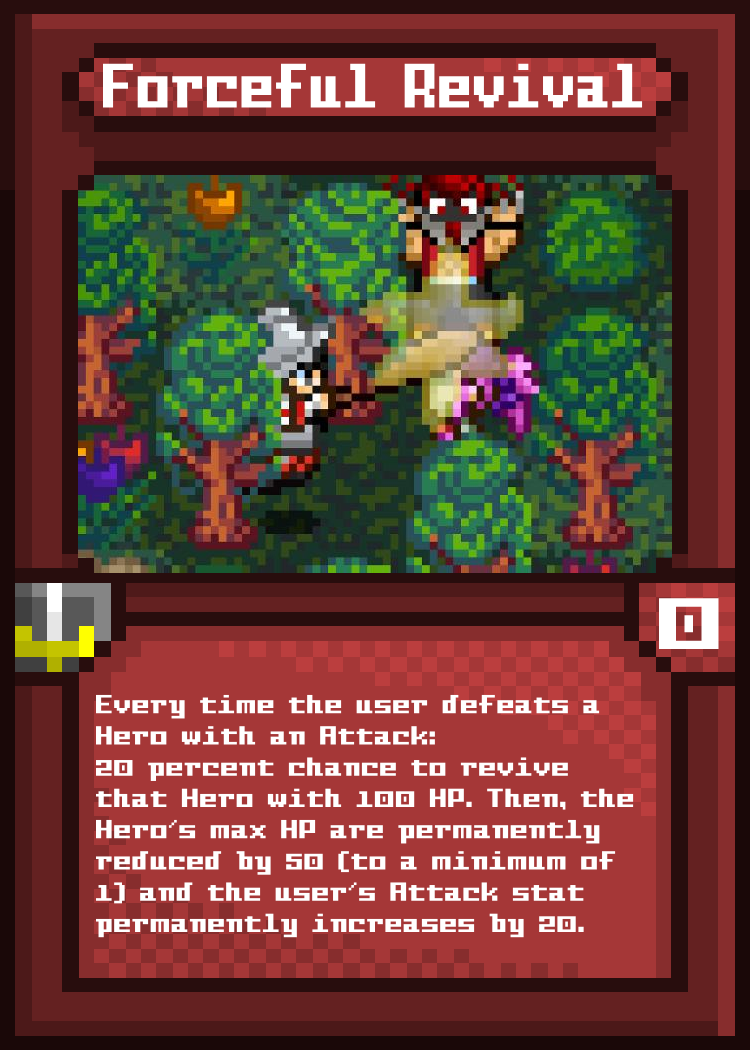 Forceful Revival
0
Every time the user defeats a
Hero with an Attack:
20 percent chance to revive
that Hero with 100 HP. Then, the
Hero's max HP are permanently
reduced by 50 (to a minimum of
1) and the user's Attack stat
permanently increases by 20.